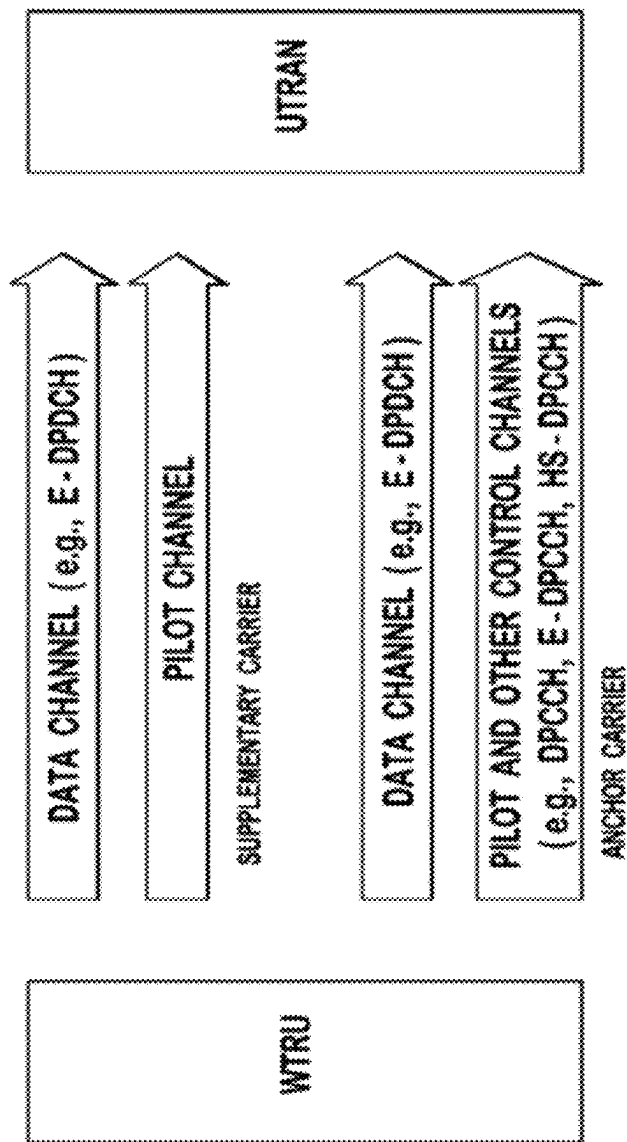 WTRU
DATA CHANNEL (e.g., E-DPDCH)
PILOT CHANNEL
SUPPLEMENTARY CARRIER
DATA CHANNEL (e.g., E-DPDCH)
PILOT AND OTHER CONTROL CHANNELS
(e.g., DPCCH, E-DPCCH, HS-DPCCH)
ANCHOR CARRIER
UTRAN